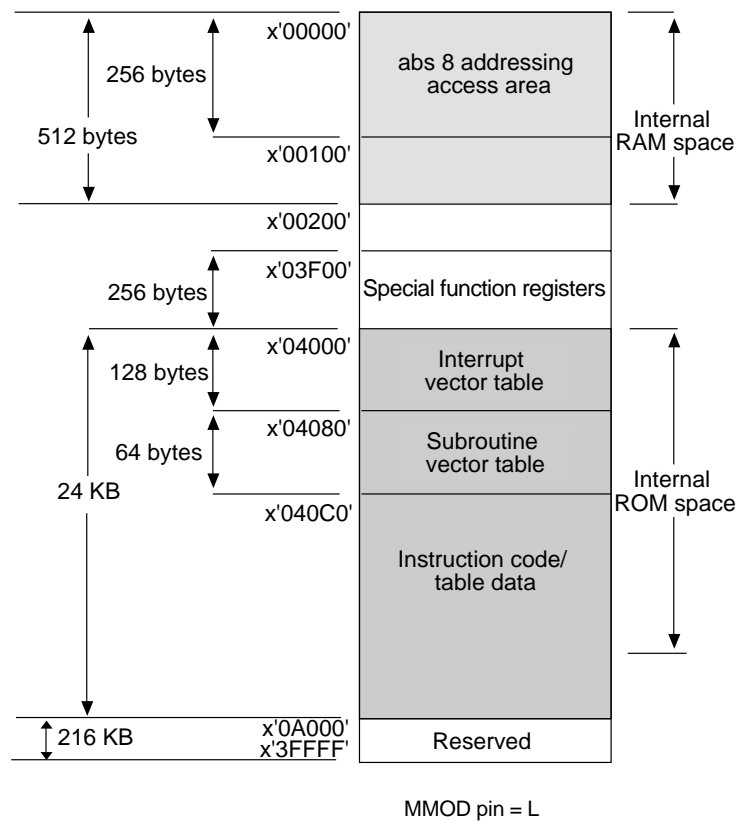 x'00000'
256 bytes
abs 8 addressing
access area
512 bytes
Internal
RAM space
x'00100'
x'00200'
x'03F00'
256 bytes
Special function registers
x'04000'
128 bytes
Interrupt
vector table
x'04080'
64 bytes
Subroutine
vector table
24 KB
Internal
ROM space
x'040C0'
Instruction code/
table data
x'0A000'
216 KB
x'3FFFF'
Reserved
MMOD pin = L